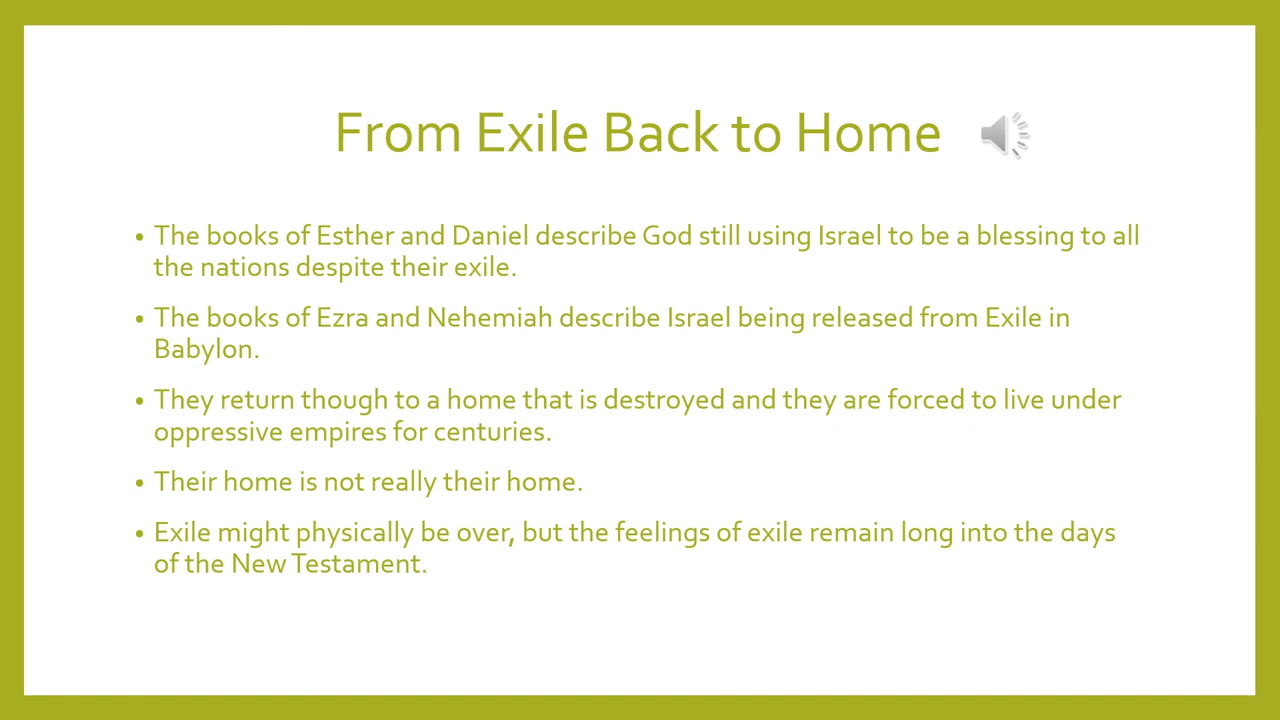 From Exile Back to Home
• The books of Esther and Daniel describe God still using Israel to be a blessing to all
the nations despite their exile.
• The books of Ezra and Nehemiah describe Israel being released from Exile in
Babylon.
• They return though to a home that is destroyed and they are forced to live under
oppressive empires for centuries.
• Their home is not really their home.
• Exile might physically be over, but the feelings of exile remain long into the days
of the New Testament.